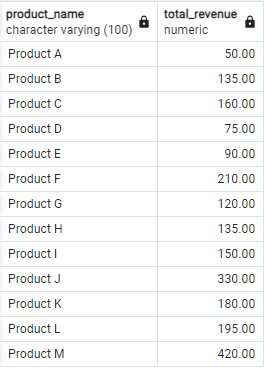 product_name total_revenue
character varying (100) numeric
Product A 50.00
Product B 135.00
Product C 160.00
Product D 75.00
Product E 90.00
Product F 210.00
Product G 120.00
Product H 135.00
Product I 150.00
Product J 330.00
Product K 180.00
Product L 195.00
Product M 420.00